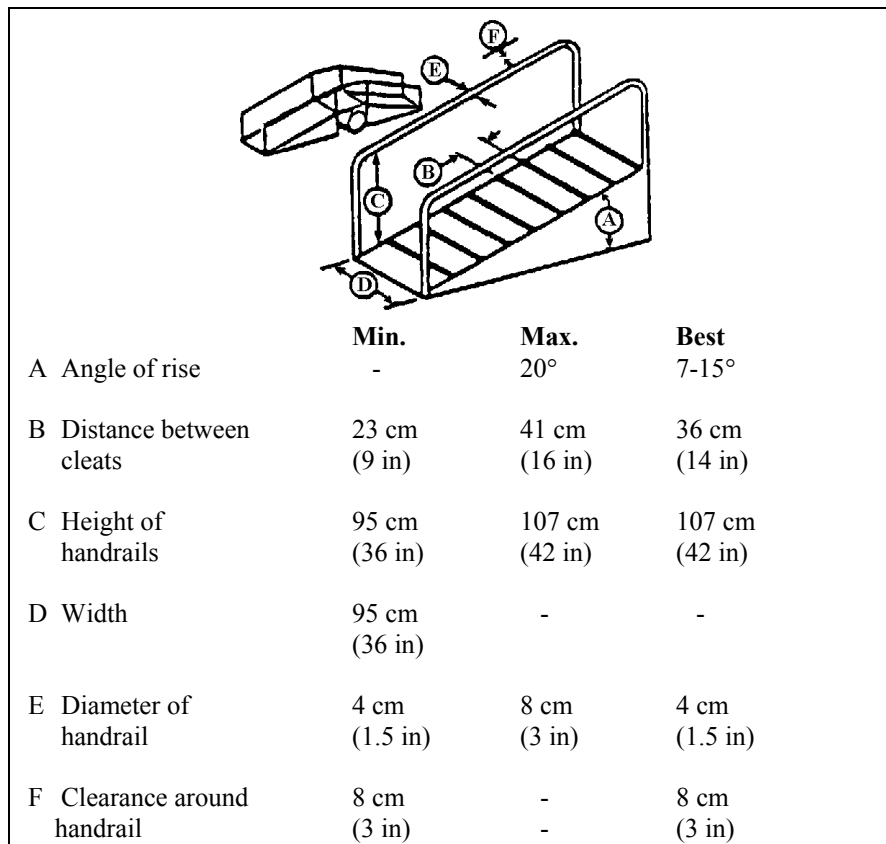 F
E
B
C
A
D
Min. Max. Best
A Angle of rise - 20° 7-15°
B Distance between 23 cm 41 cm 36 cm
cleats (9 in) (16 in) (14 in)
C Height of 95 cm 107 cm 107 cm
handrails (36 in) (42 in) (42 in)
D Width 95 cm - -
(36 in)
E Diameter of 4 cm 8 cm 4 cm
handrail (1.5 in) (3 in) (1.5 in)
F Clearance around 8 cm - 8 cm
handrail (3 in) - (3 in)